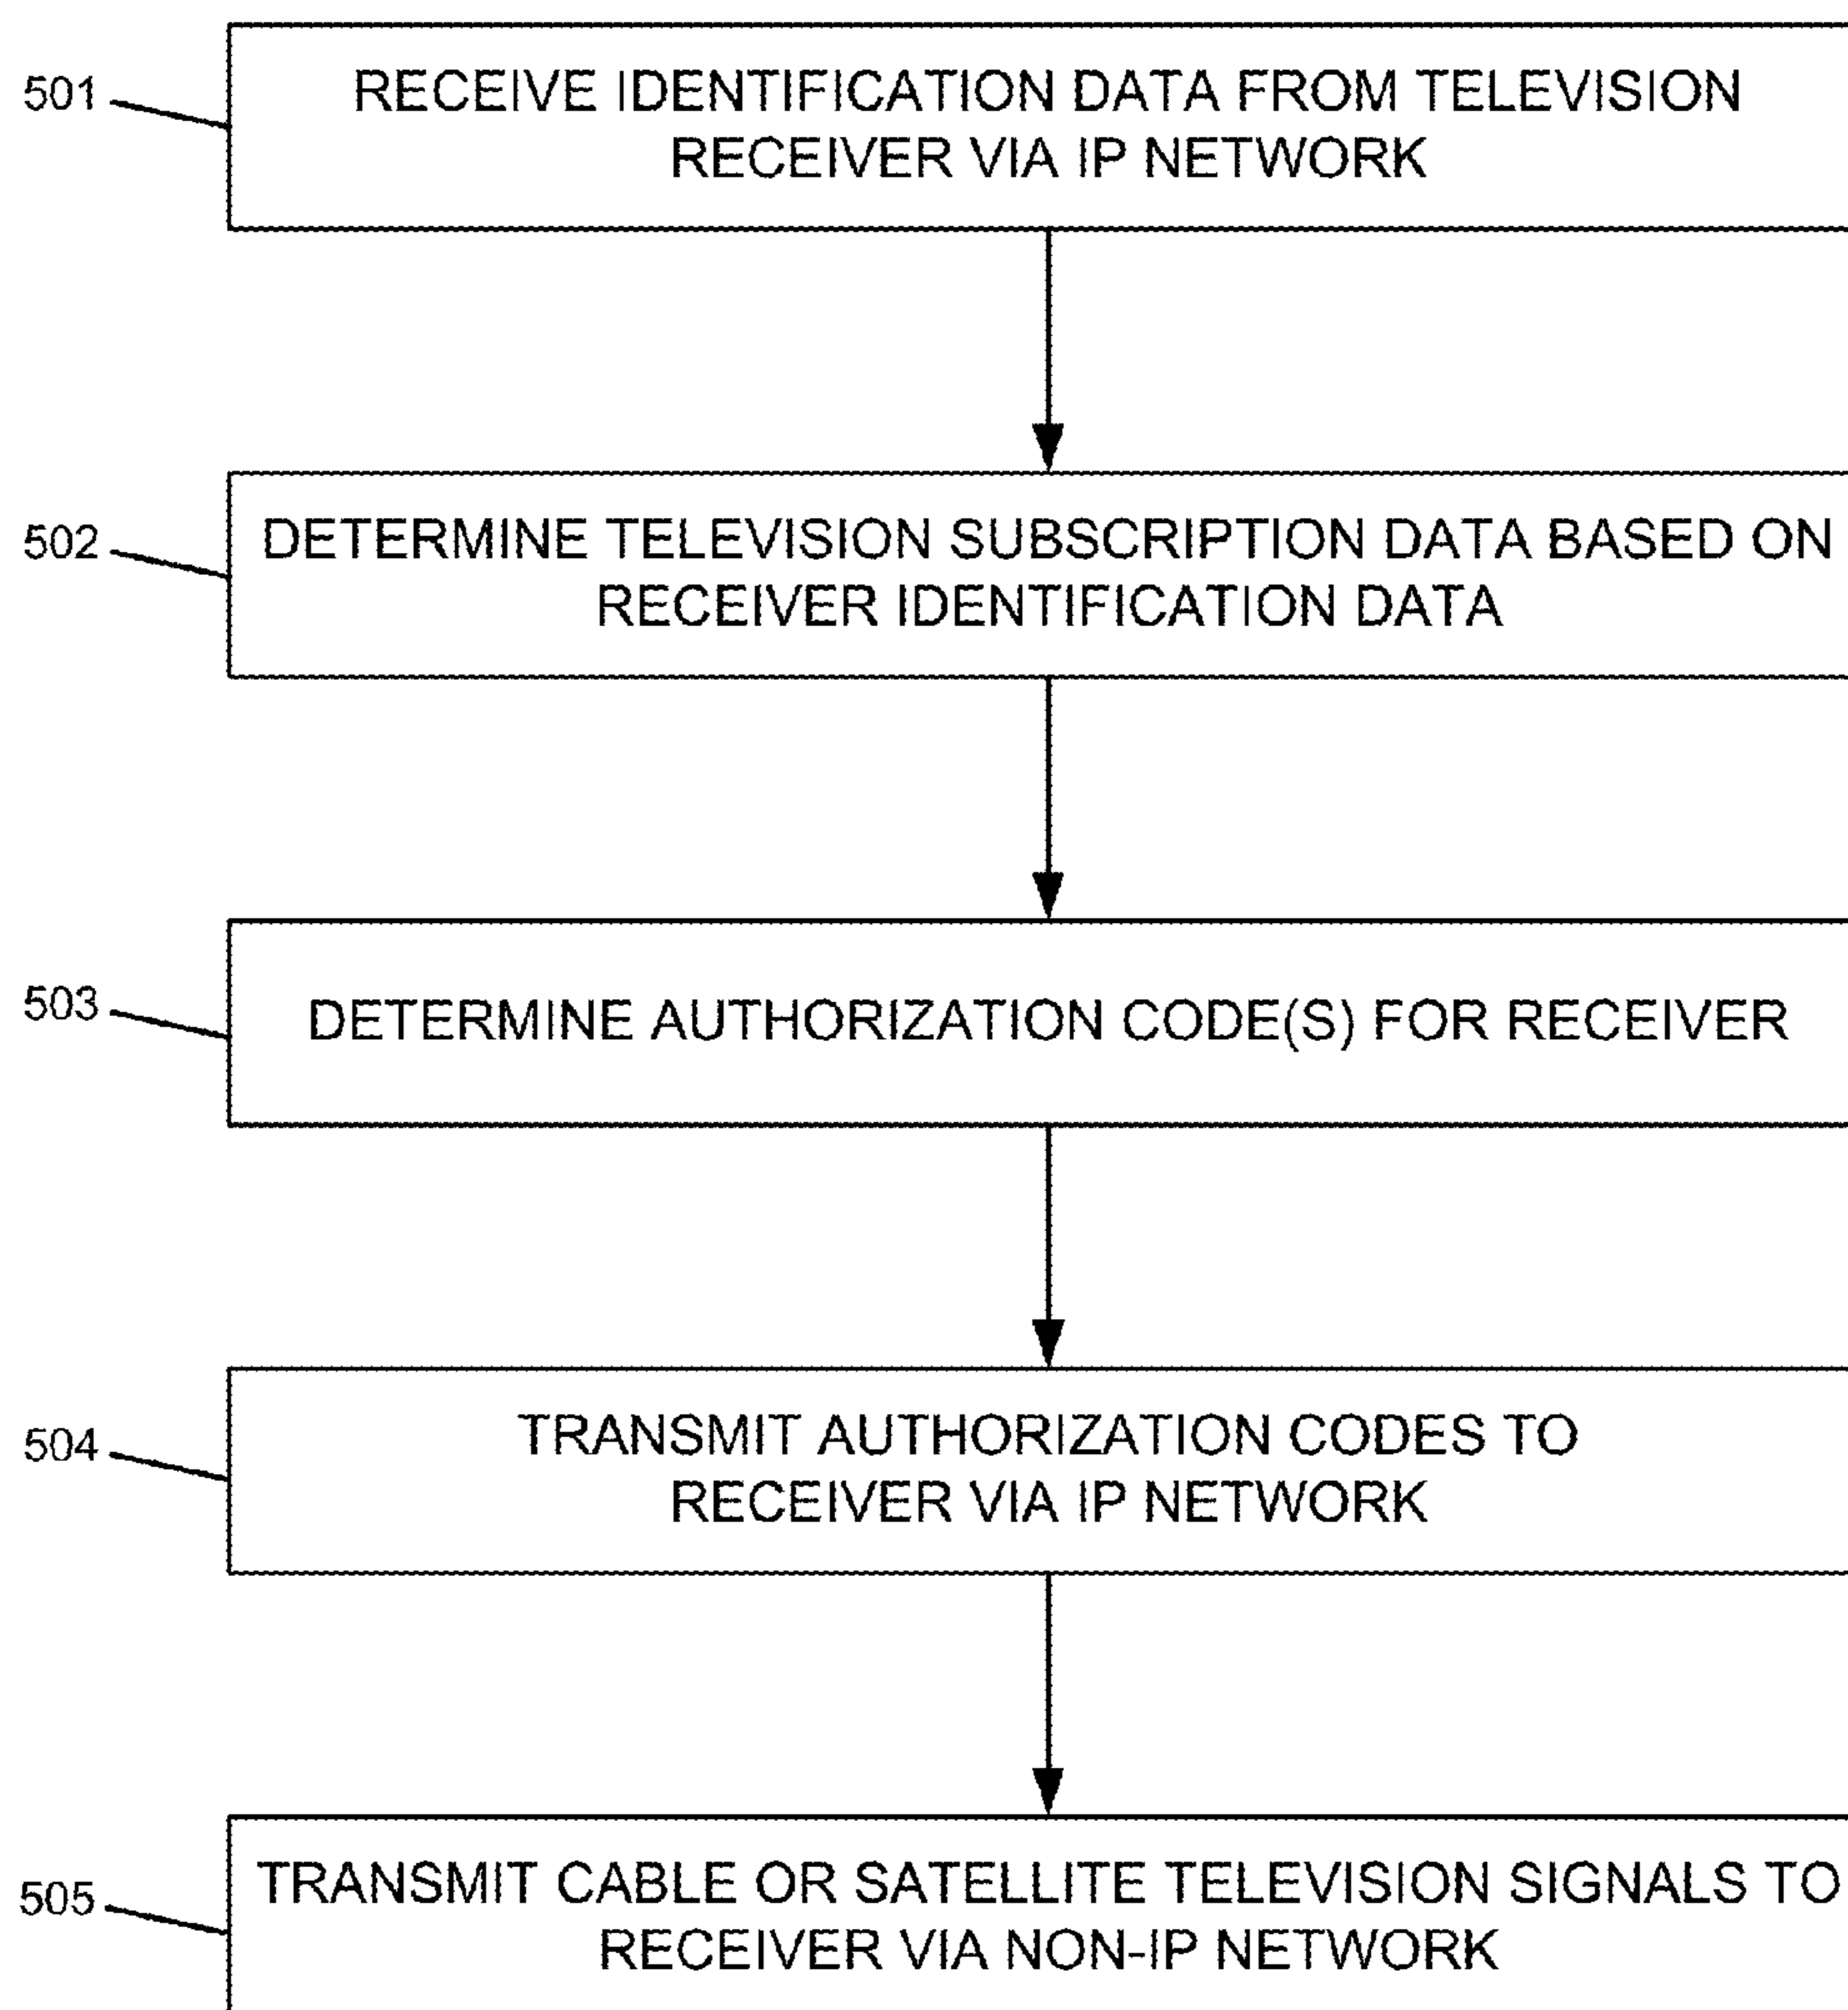 501
RECEIVE IDENTIFICATION DATA FROM TELEVISION
RECEIVER VIA IP NETWORK
502
DETERMINE TELEVISION SUBSCRIPTION DATA BASED ON
RECEIVER IDENTIFICATION DATA
503
DETERMINE AUTHORIZATION CODE(S) FOR RECEIVER
504
TRANSMIT AUTHORIZATION CODES TO
RECEIVER VIA IP NETWORK
505
TRANSMIT CABLE OR SATELLITE TELEVISION SIGNALS TO
RECEIVER VIA NON-IP NETWORK